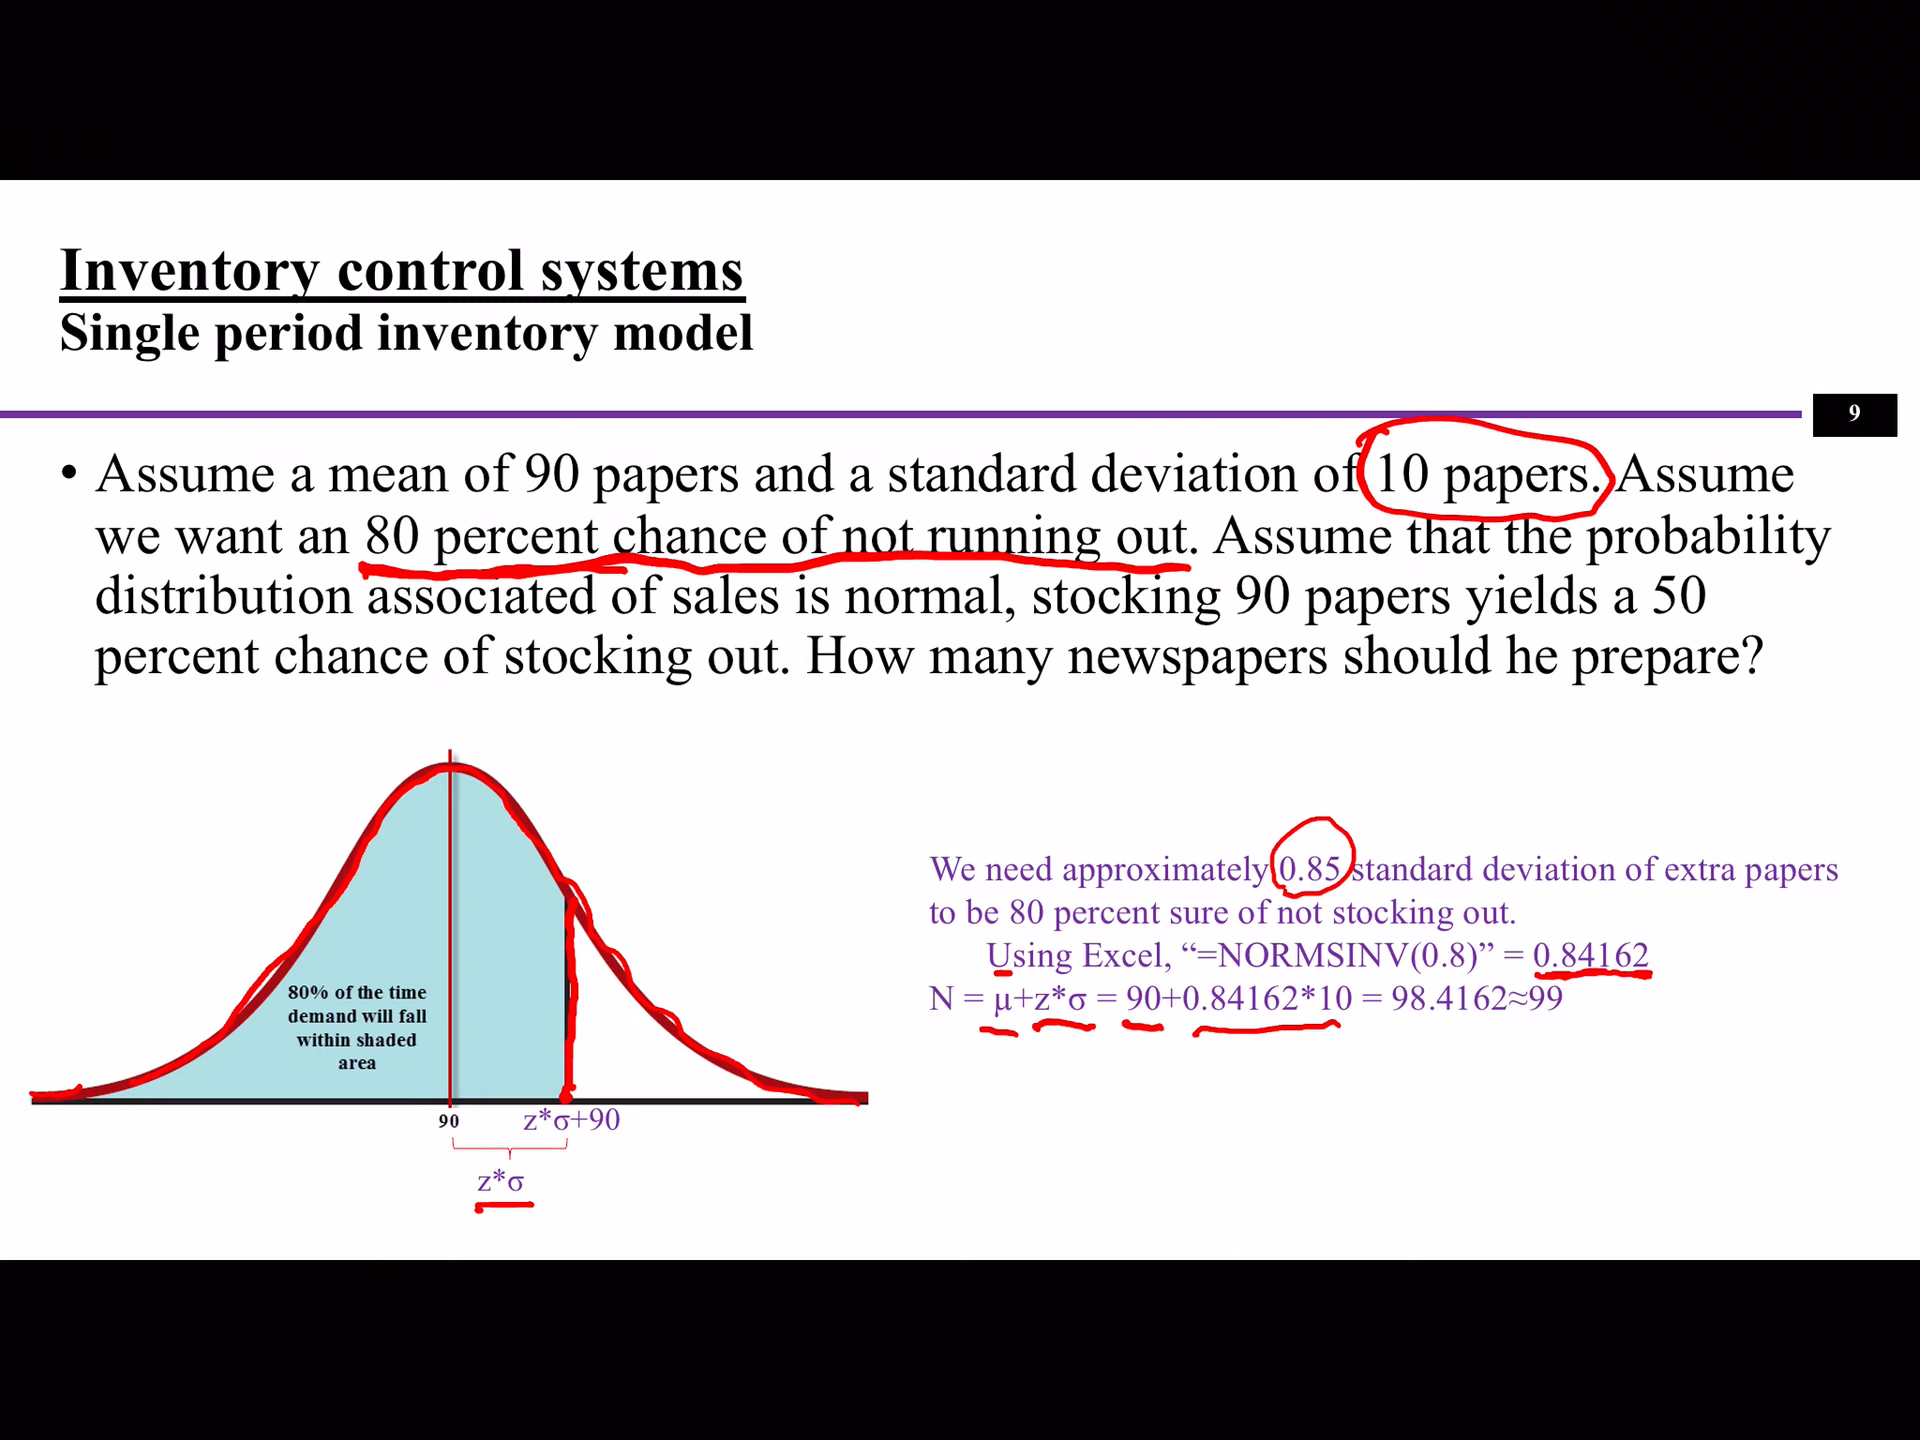 Inventory control systems
Single period inventory model
9
• Assume a mean of 90 papers and a standard deviation of 10 papers. Assume
we want an 80 percent chance of not running out. Assume that the probability
distribution associated of sales is normal, stocking 90 papers yields a 50
percent chance of stocking out. How many newspapers should he prepare?
We need approximately 0.85 standard deviation of extra papers
to be 80 percent sure of not stocking out.
Using Excel, “=NORMSINV(0.8)” = 0.84162
N = μ+z*σ = 90+0.84162*10 = 98.4162≈99
80% of the time
demand will fall
within shaded
area
90
z*σ+90
z*σ